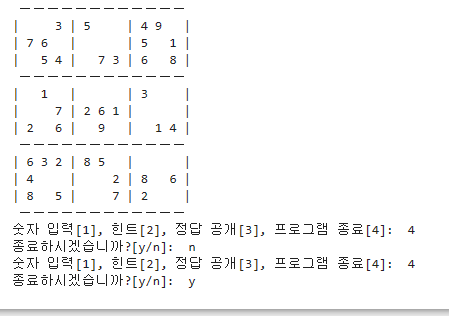 — — — — — — — — — — — —
|     3 | 5     | 4 9   |
| 7 6   |       | 5   1 |
|   5 4 |   7 3 | 6   8 |
— — — — — — — — — — — —
|   1   |       | 3     |
|     7 | 2 6 1 |       |
| 2   6 |   9   |   1 4 |
— — — — — — — — — — — —
| 6 3 2 | 8 5   |       |
| 4     |     2 | 8   6 |
| 8   5 |     7 | 2     |
— — — — — — — — — — — —
숫자 입력[1], 힌트[2], 정답 공개[3], 프로그램 종료[4]:  4
종료하시겠습니까?[y/n]:  n
숫자 입력[1], 힌트[2], 정답 공개[3], 프로그램 종료[4]:  4
종료하시겠습니까?[y/n]:  y